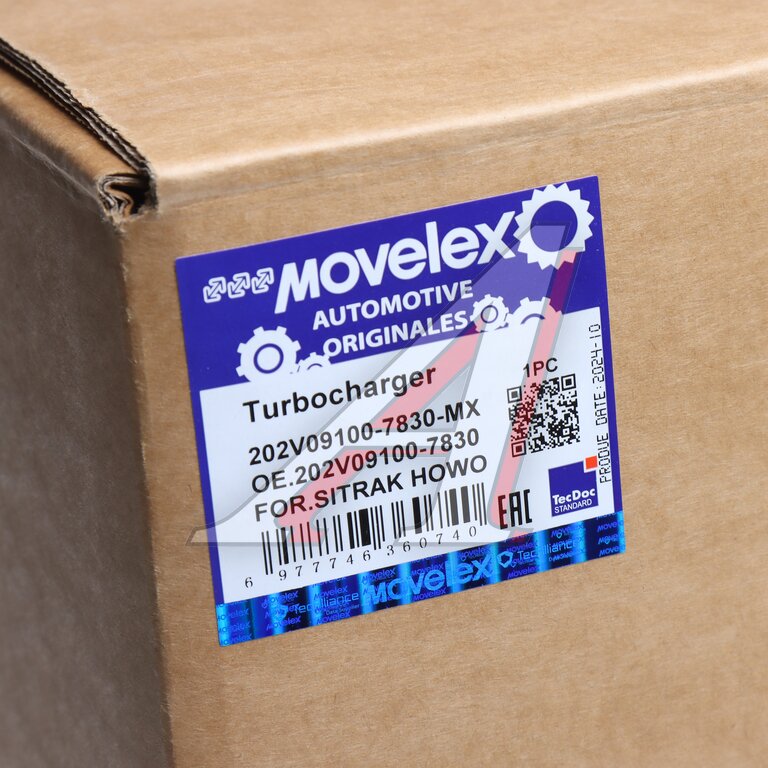 Movelex
AUTOMOTIVE
ORIGINALES
Turbocharger
1PC
202V09100-7830-MX
OE.202V09100-7830
FOR.SITRAK HOWO
PRODUE DATE:2024-10
EAC
TecDoc
STANDARD
6 977746 360740
Movelex
TecAlliance